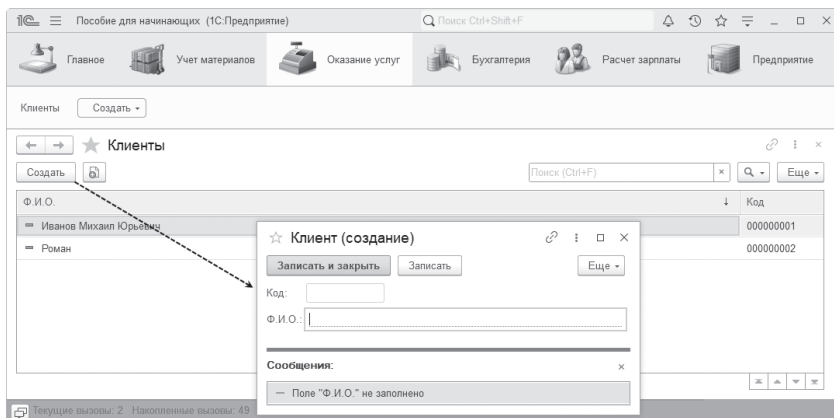 1С Пособие для начинающих (1С:Предприятие) Поиск Ctrl+Shift+F
Главное Учет материалов Оказание услуг Бухгалтерия Расчет зарплаты Предприятие
Клиенты Создать
Клиенты
Создать Поиск (Ctrl+F) Еще
Ф.И.О. Код
Иванов Михаил Юрьевич 000000001
Роман 000000002
Клиент (создание)
Записать и закрыть Записать Еще
Код:
Ф.И.О.:
Сообщения:
Поле "Ф.И.О." не заполнено
Текущие вызовы: 2 Накопленные вызовы: 49